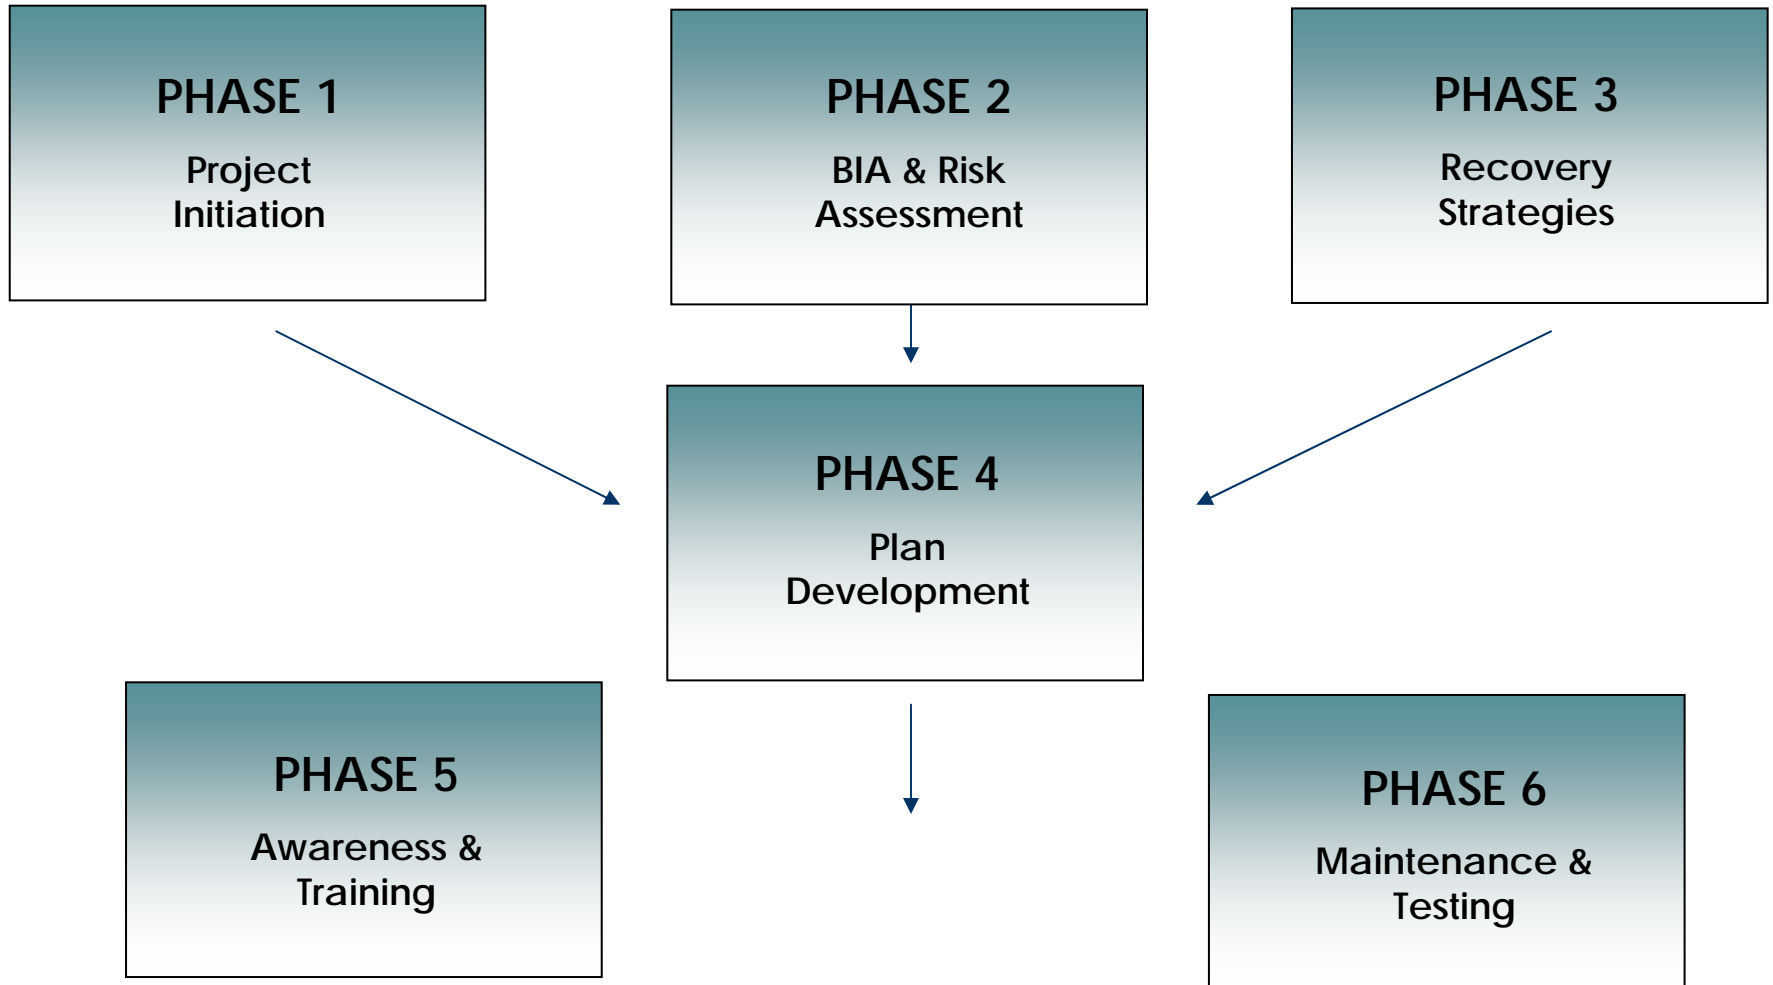 PHASE 1
Project
Initiation
PHASE 2
BIA & Risk
Assessment
PHASE 3
Recovery
Strategies
PHASE 4
Plan
Development
PHASE 5
Awareness &
Training
PHASE 6
Maintenance &
Testing